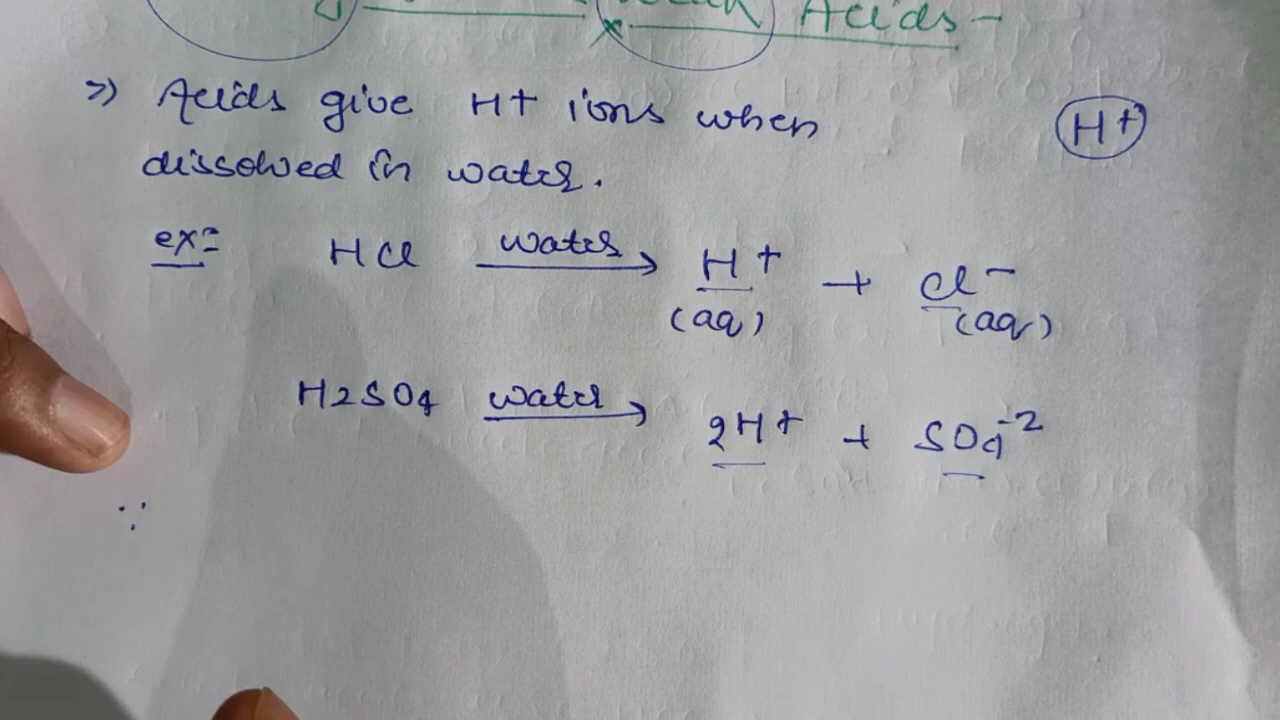 Acids -
=> Acids give H+ ions when H+
dissolved in water.
ex:- HCl water→ H+ + Cl-
(aq) (aq)
H2SO4 water→ 2H+ + SO4-2
∵